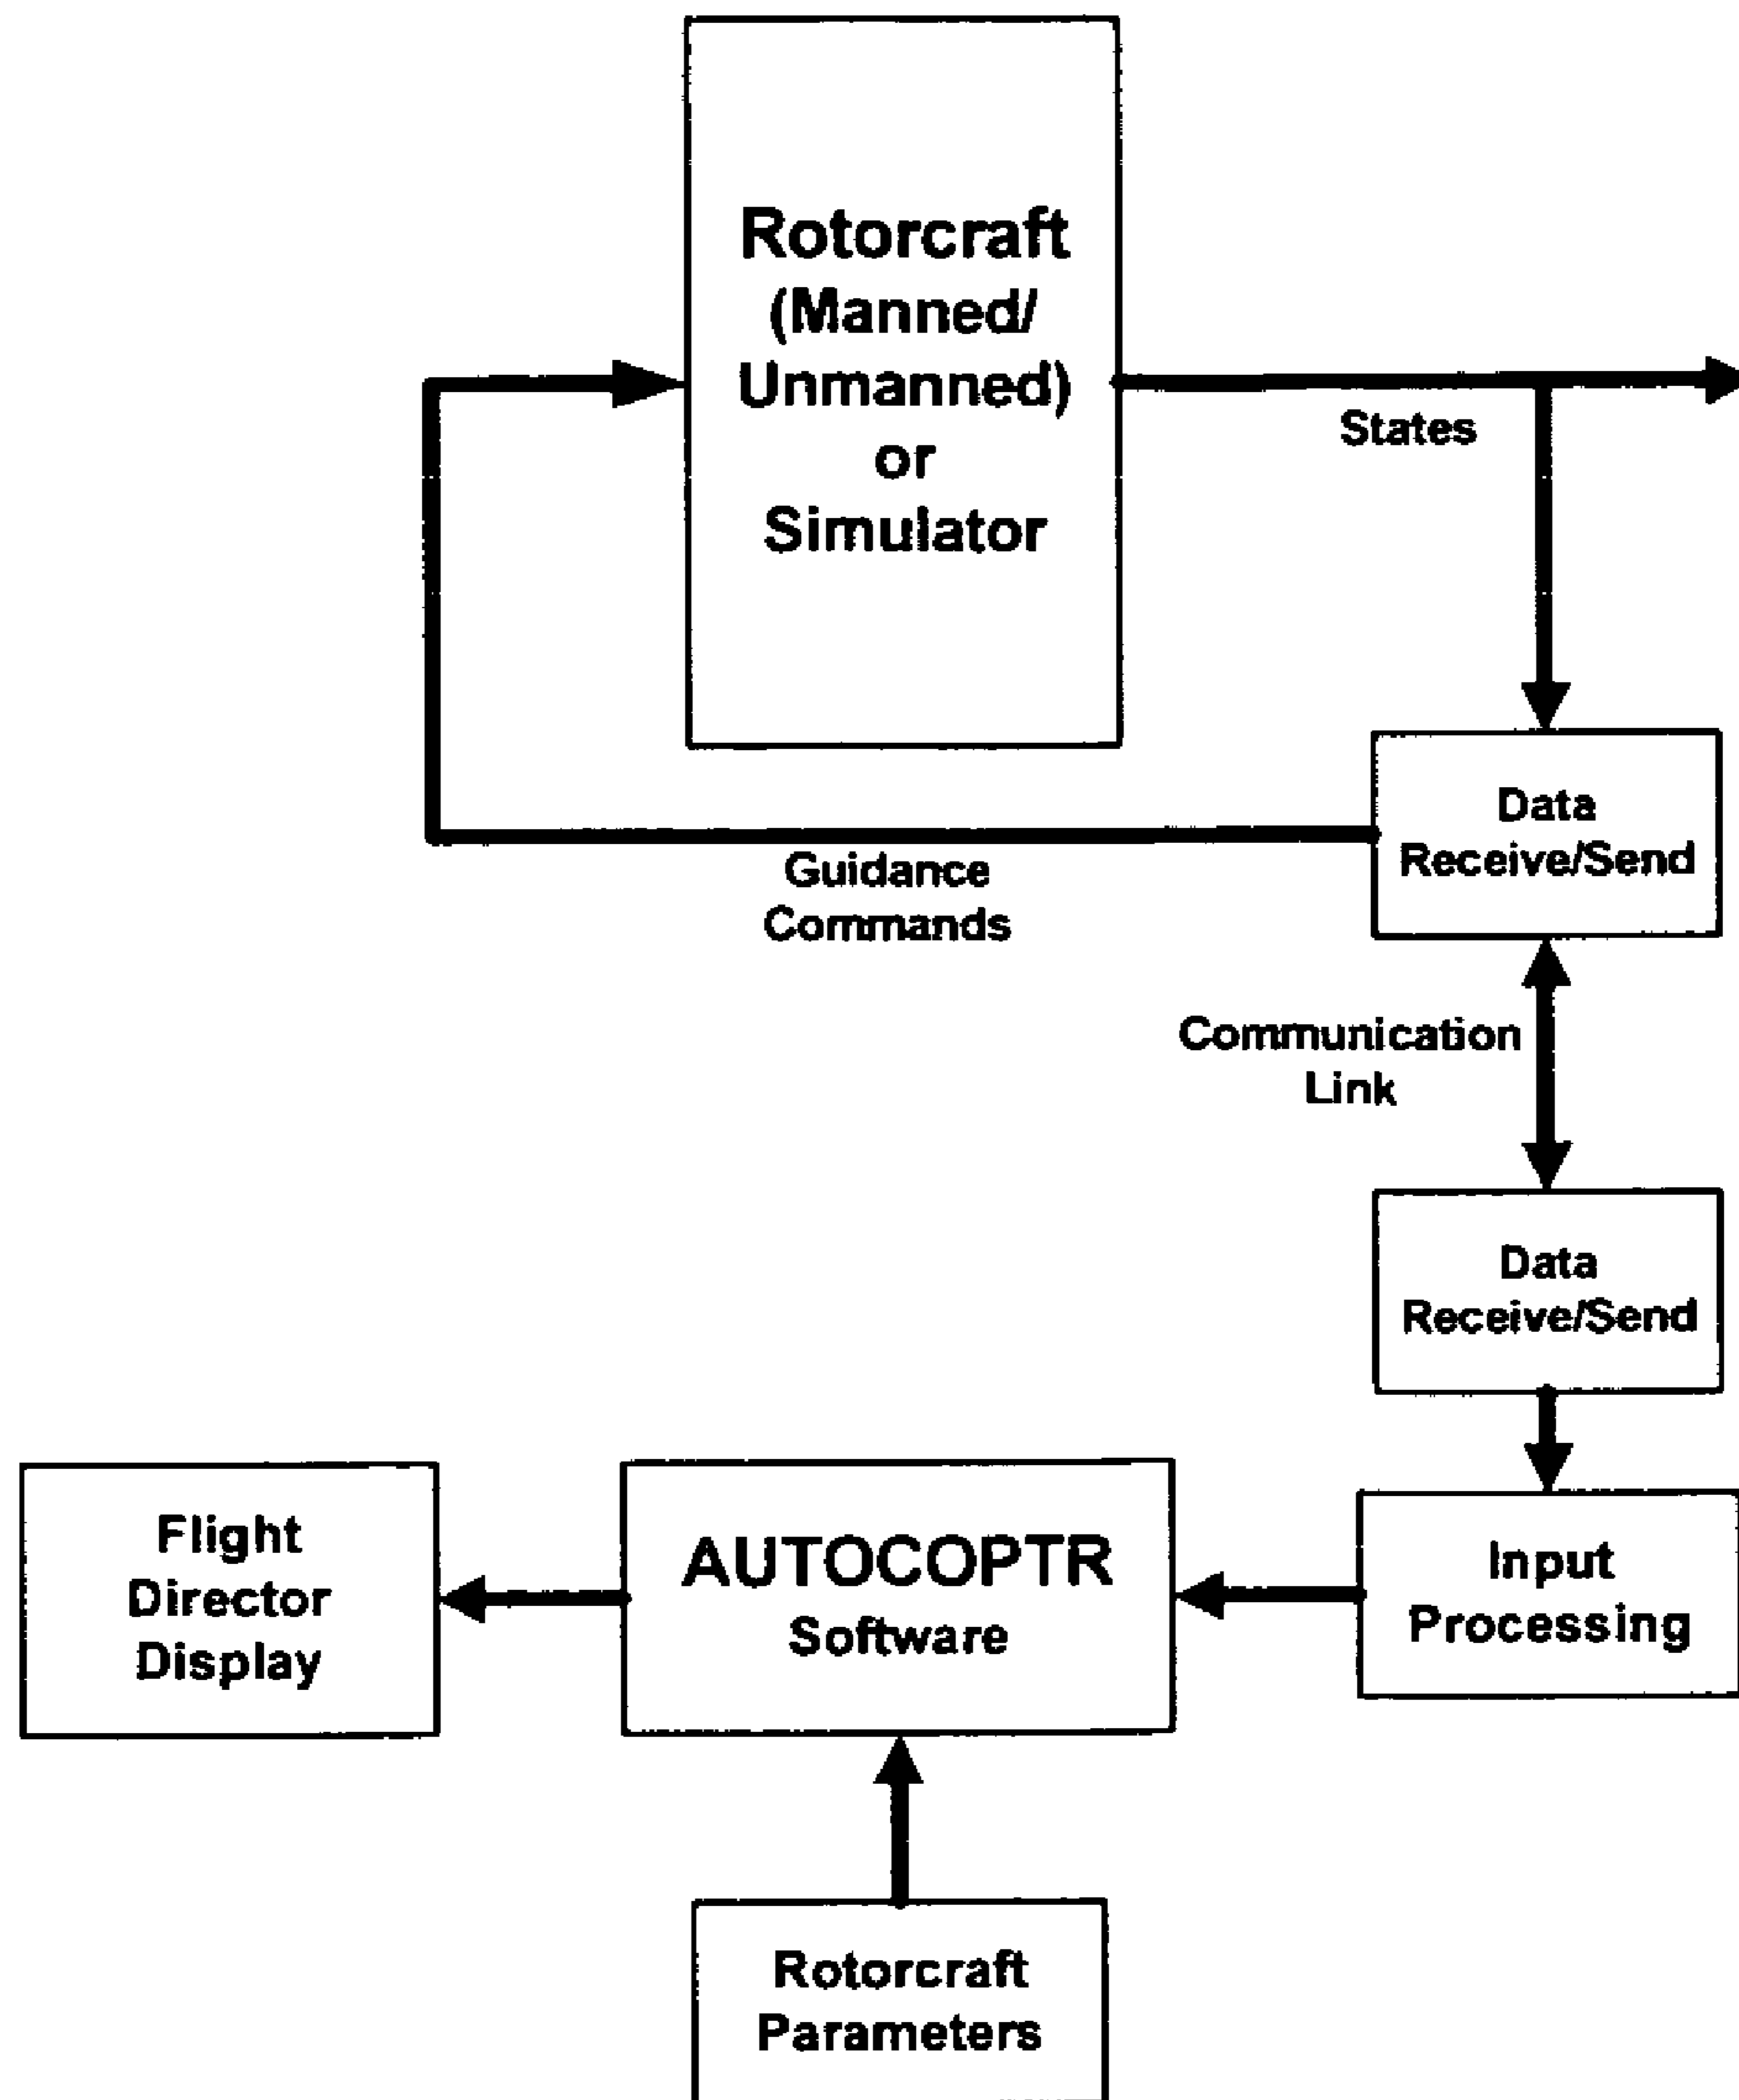 Rotorcraft
(Manned/
Unmanned)
or
Simulator
States
Data
Receive/Send
Guidance
Commands
Communication
Link
Data
Receive/Send
Flight
Director
Display
AUTOCOPTR
Software
Input
Processing
Rotorcraft
Parameters